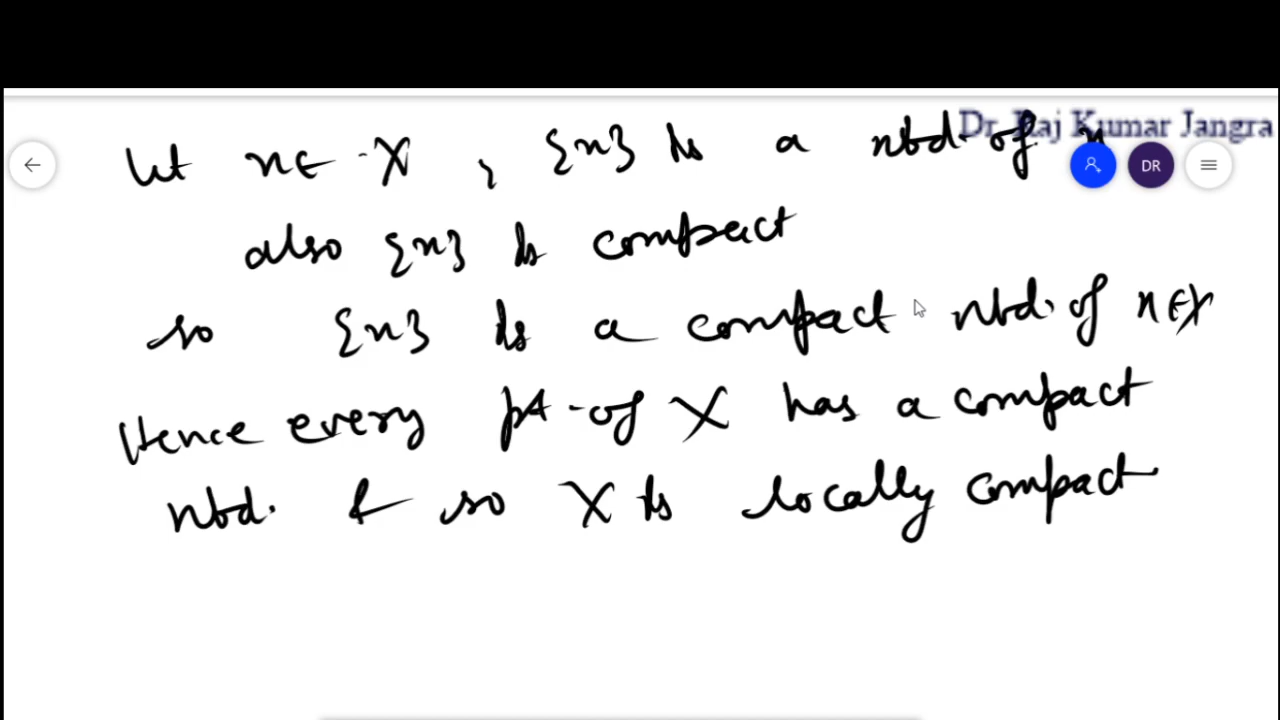 Dr. Raj Kumar Jangra
let x ∈ X , {x} is a nbd. of x
DR
also {x} is compact
so {x} is a compact nbd. of x ∈ X
Hence every pt. of X has a compact
nbd. & so X is locally compact